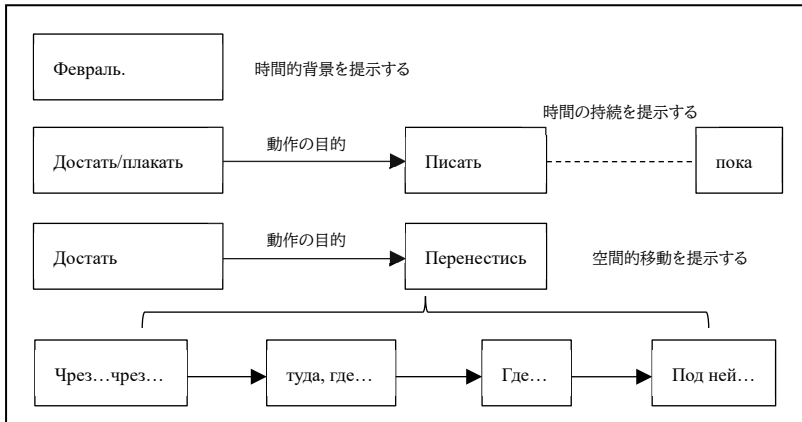 Февраль.
時間的背景を提示する
時間の持続を提示する
Достать/плакать
動作の目的
Писать
пока
Достать
動作の目的
Перенестись
空間的移動を提示する
Чрез…чрез…
туда, где…
Где…
Под ней…